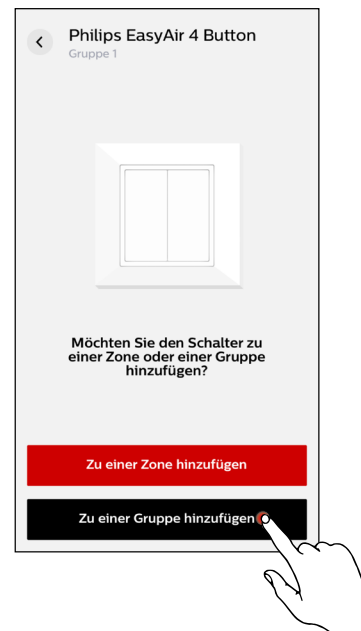 Philips EasyAir 4 Button
Gruppe 1
Möchten Sie den Schalter zu
einer Zone oder einer Gruppe
hinzufügen?
Zu einer Zone hinzufügen
Zu einer Gruppe hinzufügen